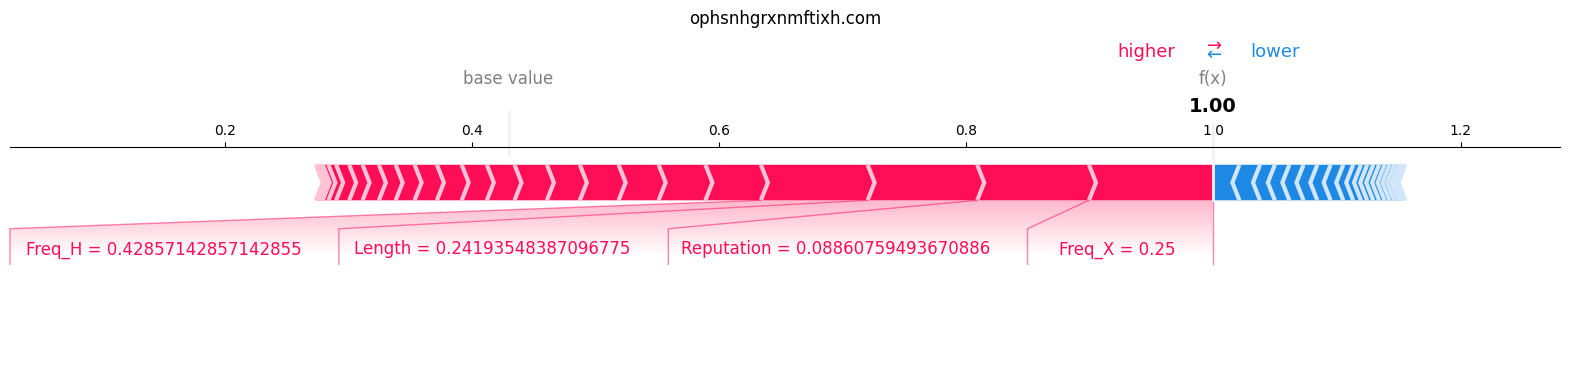 ophsnhgrxnmftixh.com
higher ⇄ lower
base value f(x)
1.00
0.2 0.4 0.6 0.8 1.0 1.2
Freq_H = 0.42857142857142855 Length = 0.24193548387096775 Reputation = 0.08860759493670886 Freq_X = 0.25